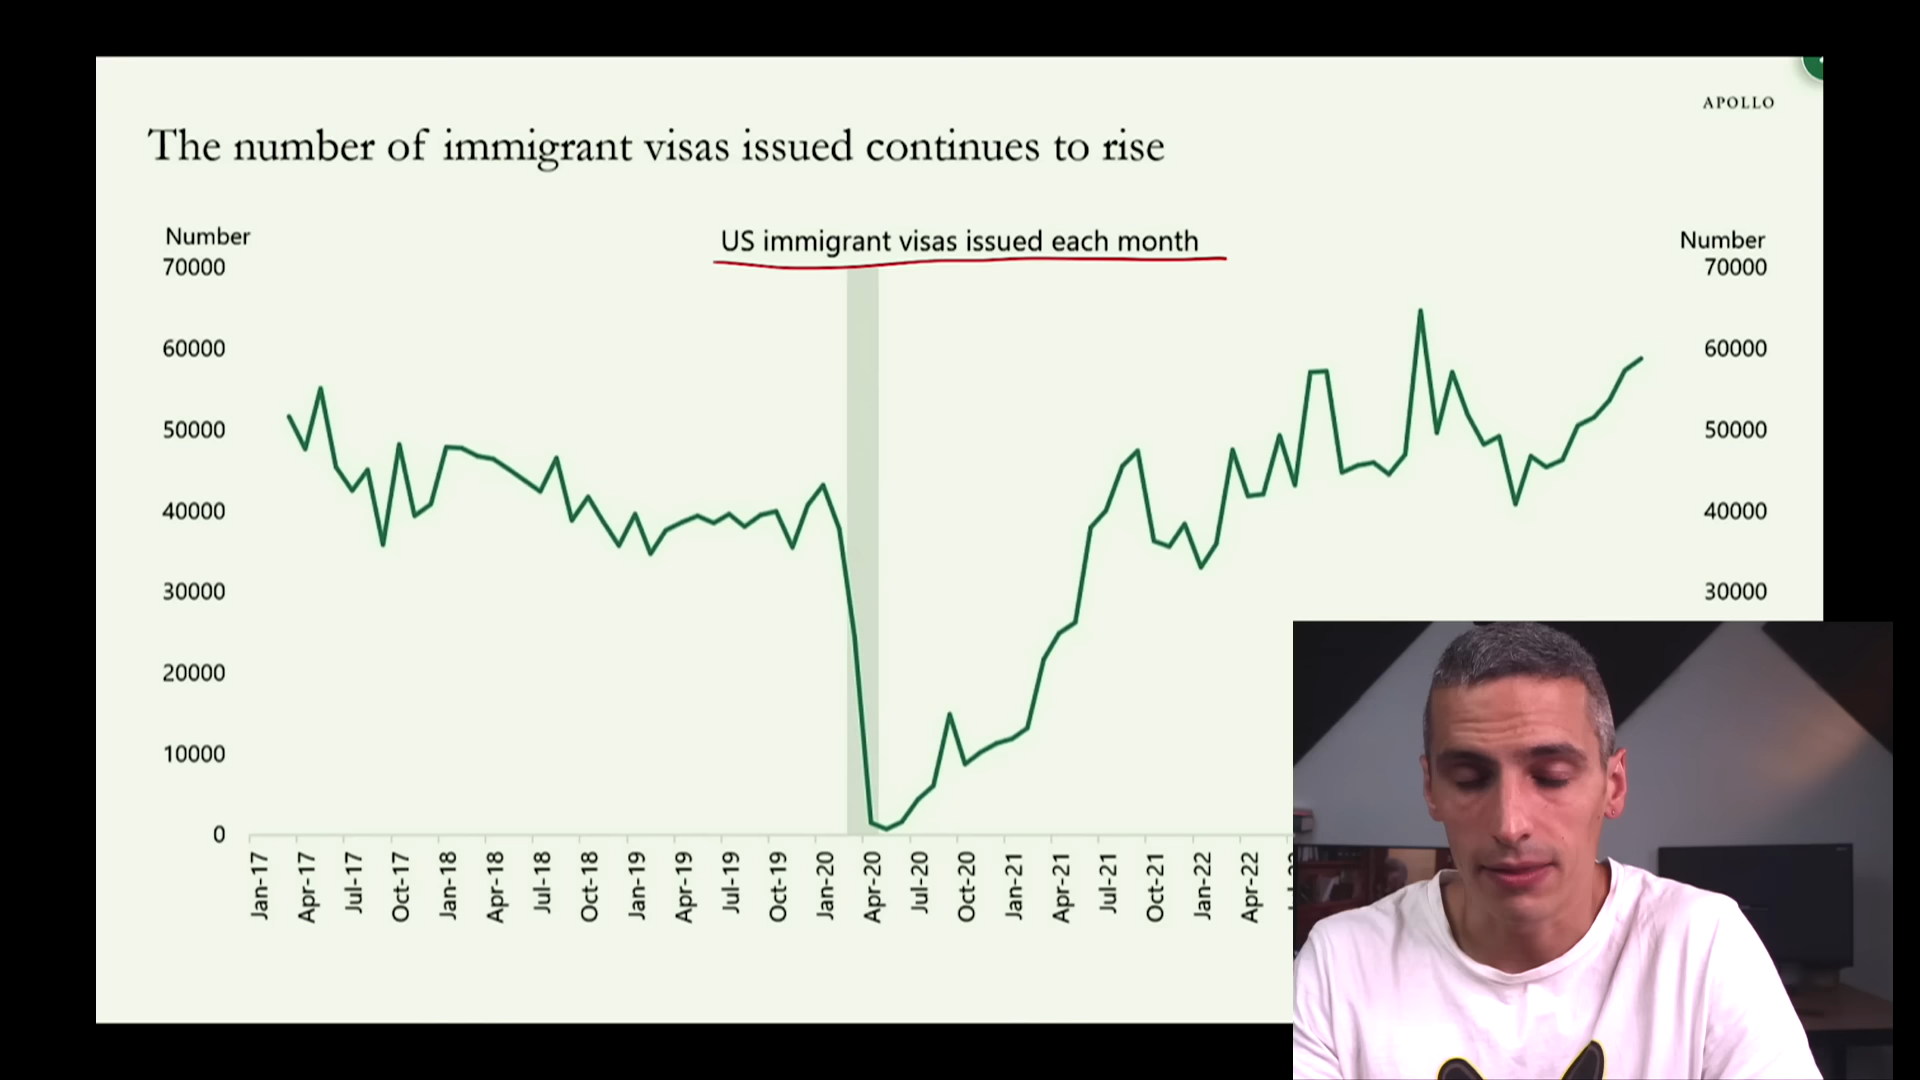 APOLLO
The number of immigrant visas issued continues to rise
Number
US immigrant visas issued each month
Number
70000
70000
60000
60000
50000
50000
40000
40000
30000
30000
20000
10000
0
Jan-17
Apr-17
Jul-17
Oct-17
Jan-18
Apr-18
Jul-18
Oct-18
Jan-19
Apr-19
Jul-19
Oct-19
Jan-20
Apr-20
Jul-20
Oct-20
Jan-21
Apr-21
Jul-21
Oct-21
Jan-22
Apr-22